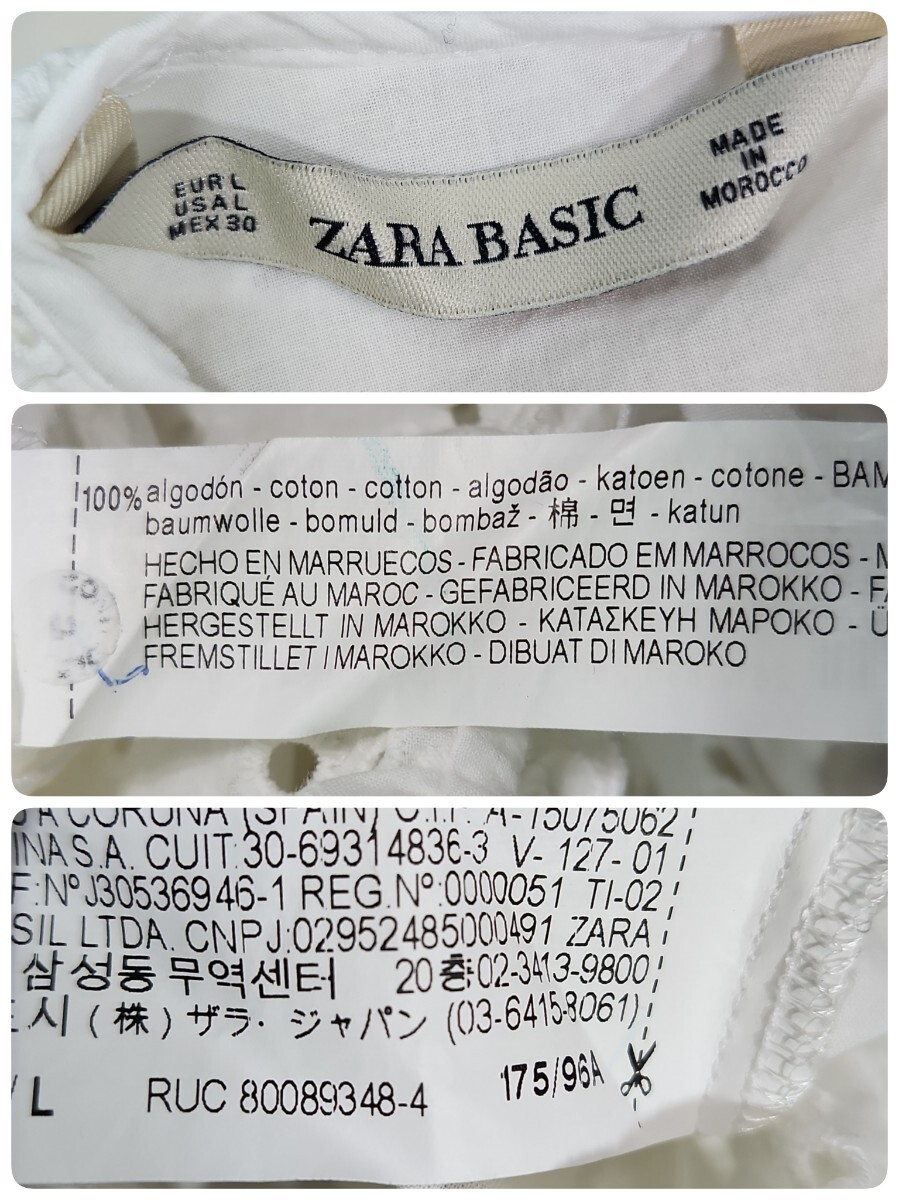 EUR L
USA L
MEX 30
ZARA BASIC
MADE
IN
MOROCCO
100% algodón - coton - cotton - algodão - katoen - cotone - BAM
baumwolle - bomuld - bombaž - 棉 - 면 - katun
HECHO EN MARRUECOS - FABRICADO EM MARROCOS - M
FABRIQUÉ AU MAROC - GEFABRICEERD IN MAROKKO - FA
HERGESTELLT IN MAROKKO - ΚΑΤΑΣΚΕΥΗ ΜΑΡΟΚΟ - Ü
FREMSTILLET I MAROKKO - DIBUAT DI MAROKO
A CORUÑA (SPAIN) C.I.F. A-15075062
INA S.A. CUIT:30-69314836-3 V- 127- 01
F:Nº J30536946-1 REG.Nº:0000051 TI-02
SIL LTDA. CNPJ:02952485000491 ZARA
삼성동 무역센터 20층 02-3413-9800
시 (株) ザラ・ジャパン (03-6415-8061)
/ L RUC 80089348-4 175/96A